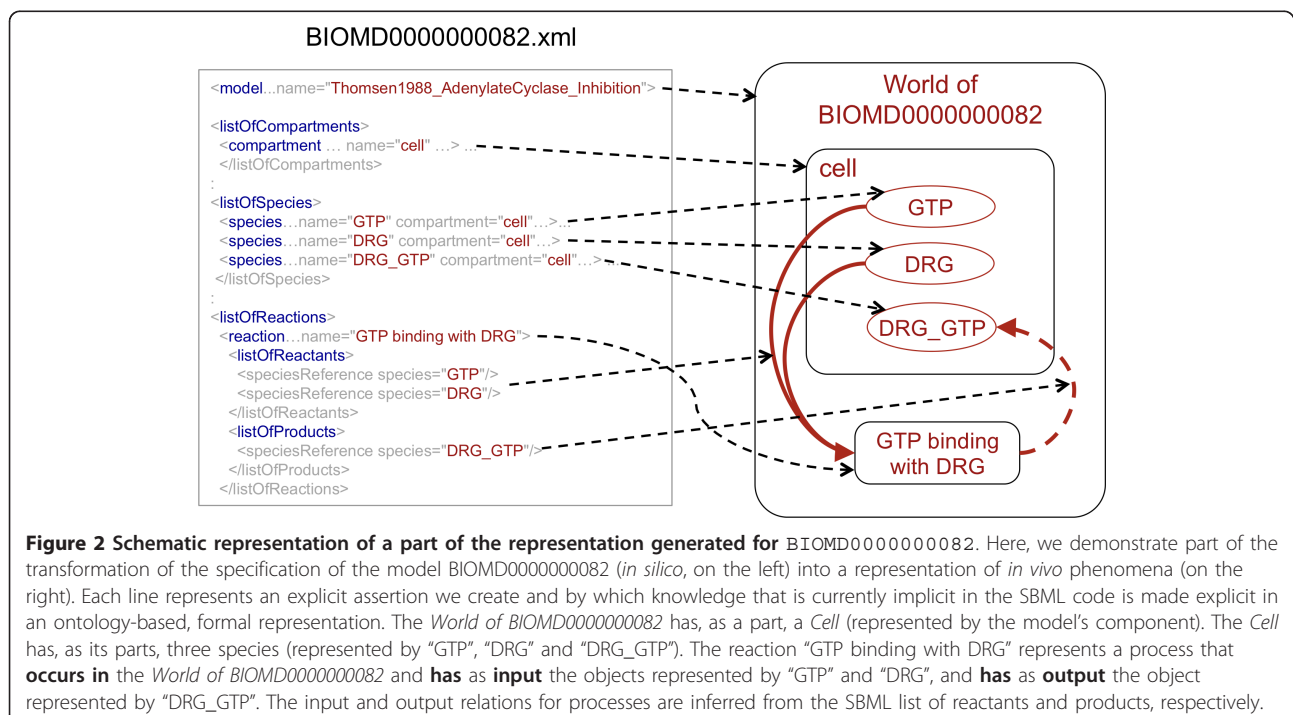 BIOMD0000000082.xml
<model...name="Thomsen1988_AdenylateCyclase_Inhibition">
<listOfCompartments>
<compartment … name="cell" …> ...
</listOfCompartments>
:
<listOfSpecies>
<species...name="GTP" compartment="cell"…>...
<species...name="DRG" compartment="cell"…>
<species...name="DRG_GTP" compartment="cell"…> ...
</listOfSpecies>
:
<listOfReactions>
<reaction…name="GTP binding with DRG">
<listOfReactants>
<speciesReference species="GTP"/>
<speciesReference species="DRG"/>
</listOfReactants>
<listOfProducts>
<speciesReference species="DRG_GTP"/>
</listOfProducts>
</listOfReactions>
World of
BIOMD0000000082
cell
GTP
DRG
DRG_GTP
GTP binding
with DRG
Figure 2 Schematic representation of a part of the representation generated for BIOMD0000000082. Here, we demonstrate part of the
transformation of the specification of the model BIOMD0000000082 (in silico, on the left) into a representation of in vivo phenomena (on the
right). Each line represents an explicit assertion we create and by which knowledge that is currently implicit in the SBML code is made explicit in
an ontology-based, formal representation. The World of BIOMD0000000082 has, as a part, a Cell (represented by the model's component). The Cell
has, as its parts, three species (represented by “GTP”, “DRG” and “DRG_GTP”). The reaction “GTP binding with DRG” represents a process that
occurs in the World of BIOMD0000000082 and has as input the objects represented by “GTP” and “DRG”, and has as output the object
represented by “DRG_GTP”. The input and output relations for processes are inferred from the SBML list of reactants and products, respectively.